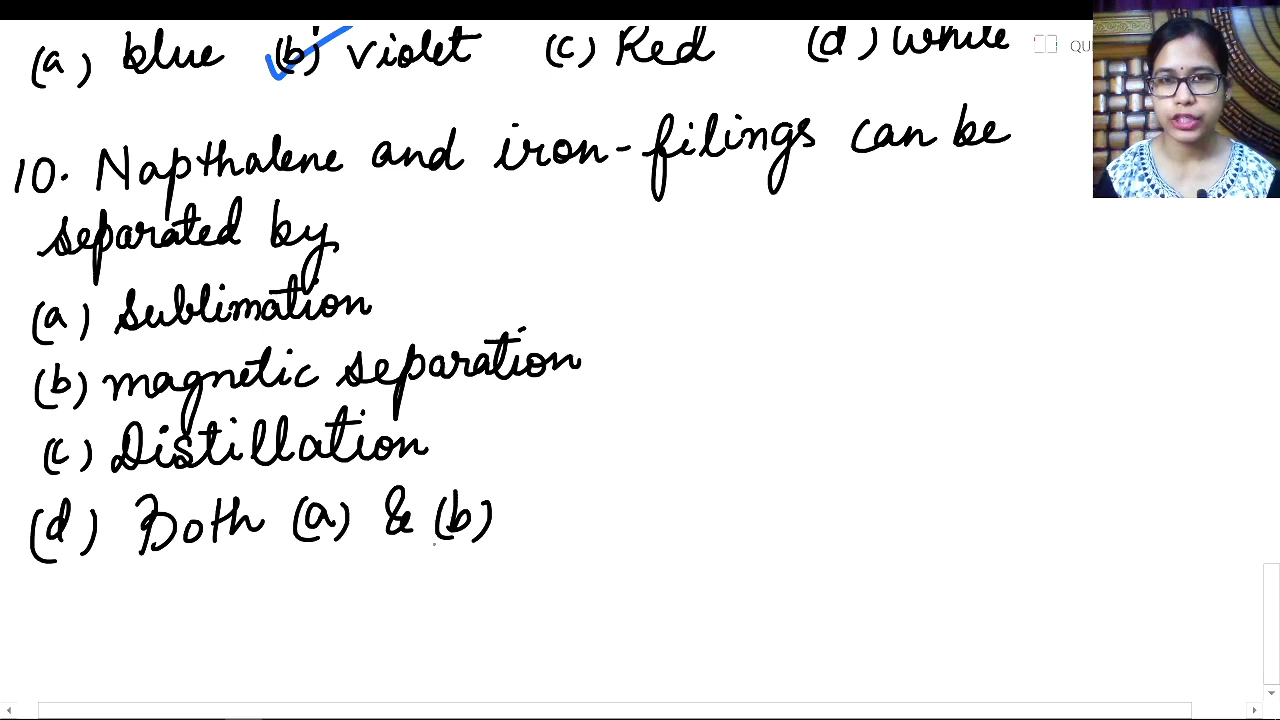 (a) blue (b) violet (c) Red (d) White
10. Napthalene and iron-filings can be
separated by
(a) Sublimation
(b) magnetic separation
(c) Distillation
(d) Both (a) & (b)